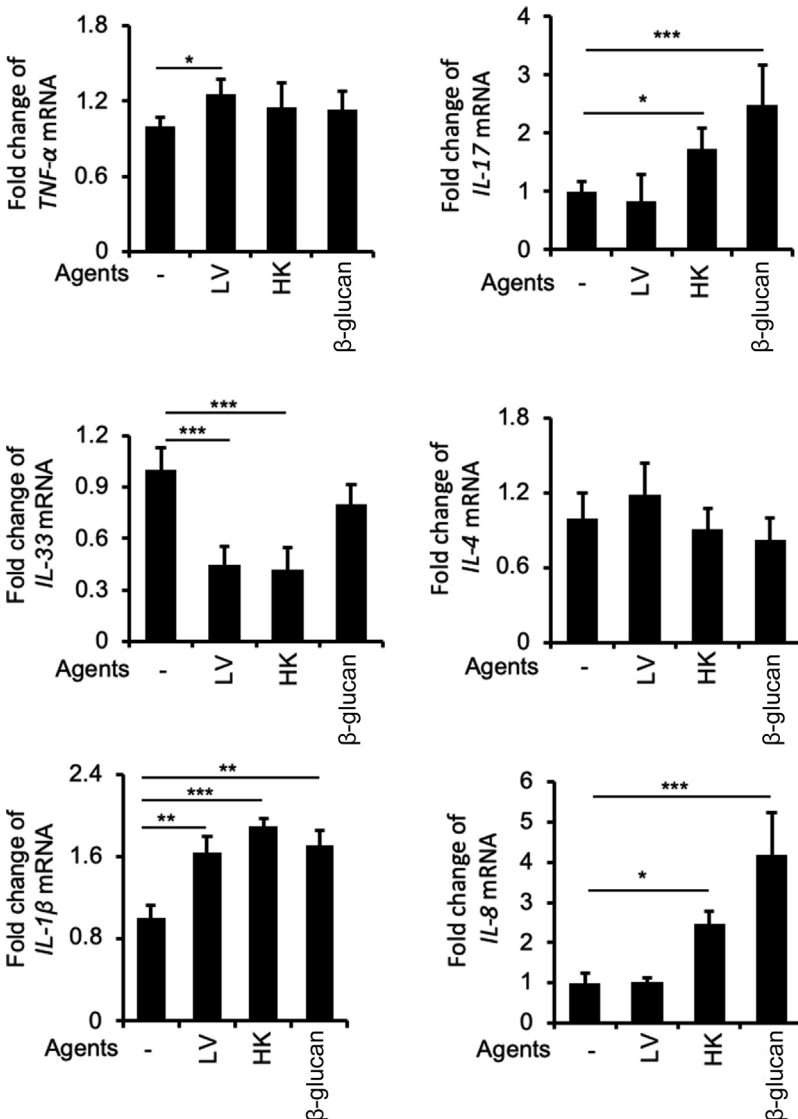 Fold change of
TNF-α mRNA
1.8
1.2
0.6
0
*
Agents
-
LV
HK
β-glucan
Fold change of
IL-17 mRNA
4
3
2
1
0
***
*
Agents
-
LV
HK
β-glucan
Fold change of
IL-33 mRNA
1.2
0.9
0.6
0.3
0
***
***
Agents
-
LV
HK
β-glucan
Fold change of
IL-4 mRNA
1.8
1.2
0.6
0
Agents
-
LV
HK
β-glucan
Fold change of
IL-1β mRNA
2.4
1.6
0.8
0
**
***
**
Agents
-
LV
HK
β-glucan
Fold change of
IL-8 mRNA
6
5
4
3
2
1
0
***
*
Agents
-
LV
HK
β-glucan